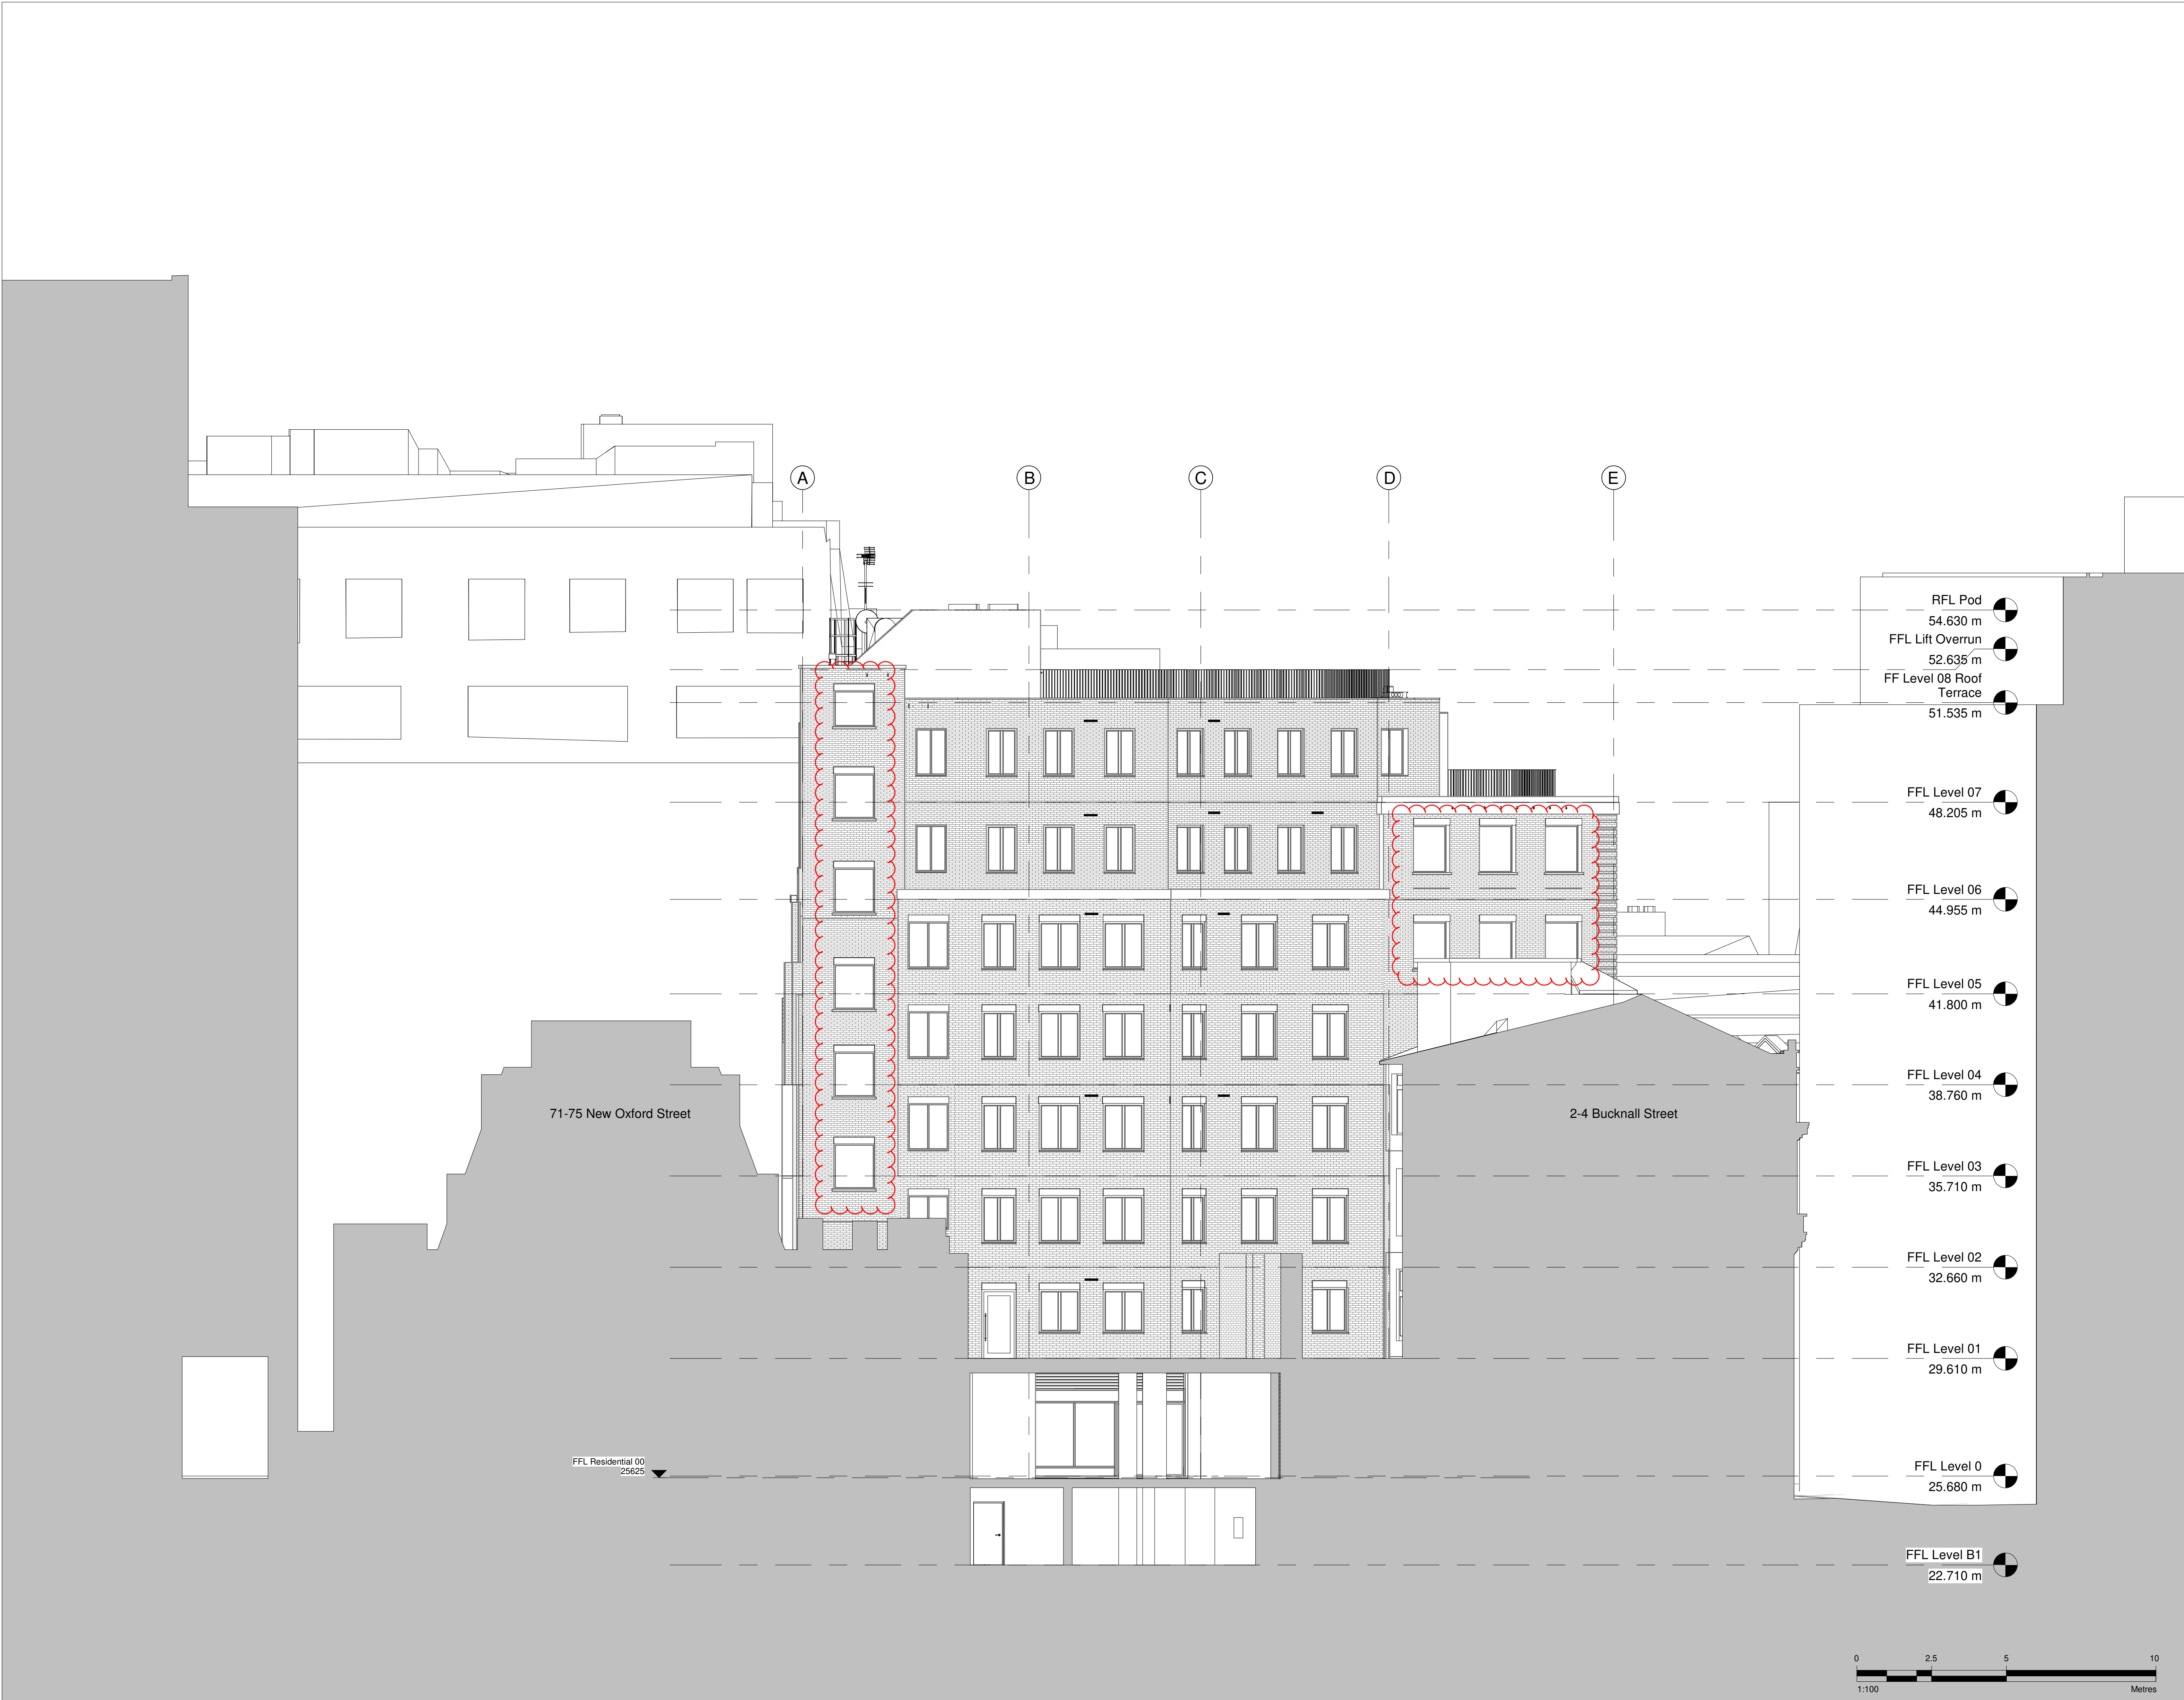 A
B
C
D
E
RFL Pod
54.630 m
FFL Lift Overrun
52.635 m
FF Level 08 Roof
Terrace
51.535 m
FFL Level 07
48.205 m
FFL Level 06
44.955 m
FFL Level 05
41.800 m
FFL Level 04
38.760 m
71-75 New Oxford Street
2-4 Bucknall Street
FFL Level 03
35.710 m
FFL Level 02
32.660 m
FFL Level 01
29.610 m
FFL Residential 00
25625
FFL Level 0
25.680 m
FFL Level B1
22.710 m
0 2.5 5 10
1:100 Metres